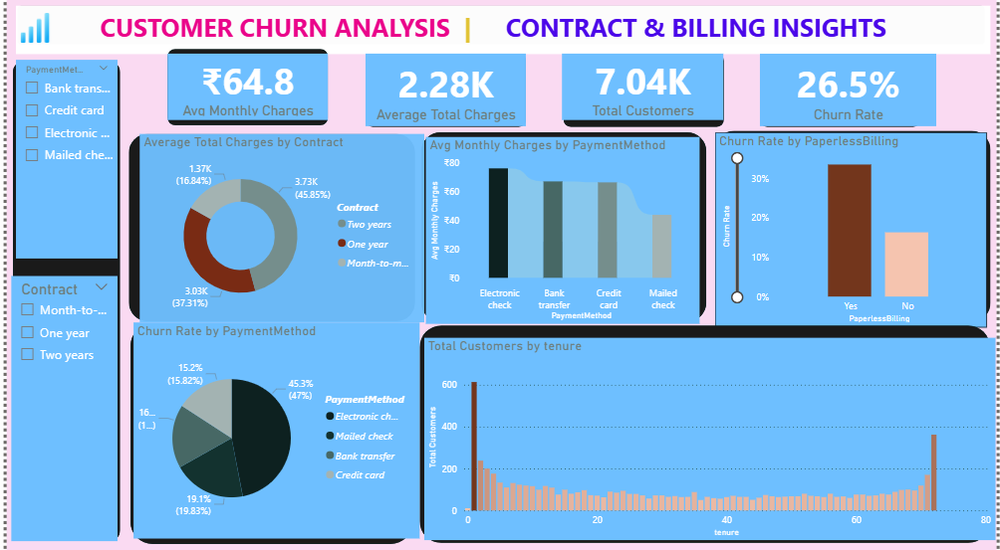 CUSTOMER CHURN ANALYSIS | CONTRACT & BILLING INSIGHTS
PaymentMet...
Bank trans...
Credit card
Electronic ...
Mailed che...
₹64.8
Avg Monthly Charges
2.28K
Average Total Charges
7.04K
Total Customers
26.5%
Churn Rate
Average Total Charges by Contract
1.37K
(16.84%)
3.73K
(45.85%)
3.03K
(37.31%)
Contract
Two years
One year
Month-to-m...
Avg Monthly Charges by PaymentMethod
Avg Monthly Charges
₹80
₹60
₹40
₹20
₹0
Electronic
check
Bank
transfer
Credit
card
Mailed
check
PaymentMethod
Churn Rate by PaperlessBilling
Churn Rate
30%
20%
10%
0%
Yes
No
PaperlessBilling
Contract
Month-to-...
One year
Two years
Churn Rate by PaymentMethod
15.2%
(15.82%)
45.3%
(47%)
16...
(1...)
19.1%
(19.83%)
PaymentMethod
Electronic ch...
Mailed check
Bank transfer
Credit card
Total Customers by tenure
Total Customers
600
400
200
0
0
20
40
60
80
tenure